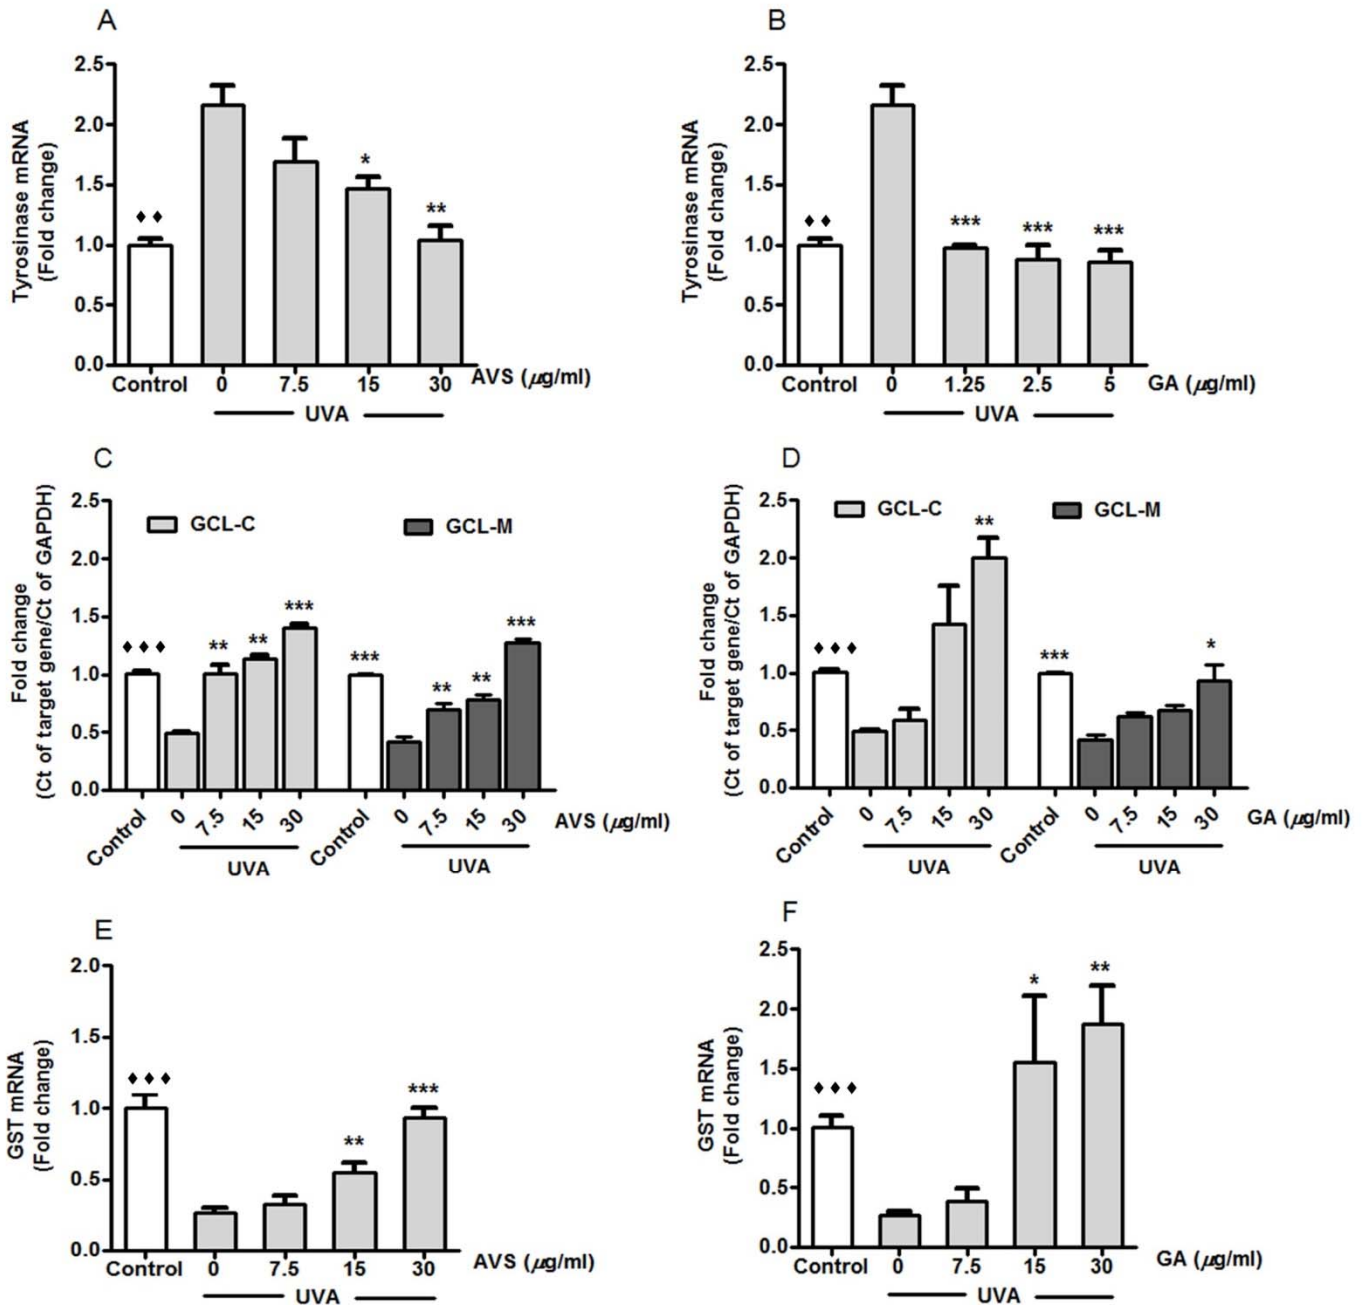 A
Tyrosinase mRNA
(Fold change)
2.5
2.0
1.5
1.0
0.5
0.0
♦♦
*
**
Control 0 7.5 15 30 AVS (µg/ml)
UVA
B
Tyrosinase mRNA
(Fold change)
2.5
2.0
1.5
1.0
0.5
0.0
♦♦
***
***
***
Control 0 1.25 2.5 5 GA (µg/ml)
UVA
C
Fold change
(Ct of target gene/Ct of GAPDH)
2.5
2.0
1.5
1.0
0.5
0.0
GCL-C GCL-M
♦♦♦
**
**
***
***
**
**
***
Control 0 7.5 15 30 Control 0 7.5 15 30 AVS (µg/ml)
UVA UVA
D
Fold change
(Ct of target gene/Ct of GAPDH)
2.5
2.0
1.5
1.0
0.5
0.0
GCL-C GCL-M
♦♦♦
**
***
*
Control 0 7.5 15 30 Control 0 7.5 15 30 GA (µg/ml)
UVA UVA
E
GST mRNA
(Fold change)
2.0
1.5
1.0
0.5
0.0
♦♦♦
**
***
Control 0 7.5 15 30 AVS (µg/ml)
UVA
F
GST mRNA
(Fold change)
2.5
2.0
1.5
1.0
0.5
0.0
♦♦♦
*
**
Control 0 7.5 15 30 GA (µg/ml)
UVA